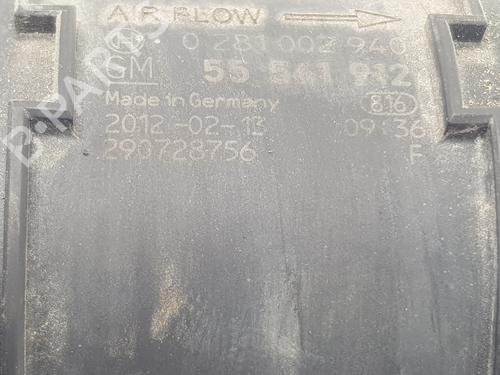 AIR FLOW
0 281 002 940
GM 55 561 912
Made in Germany 816
2012-02-13 09:36
290728756 F
B-PARTS